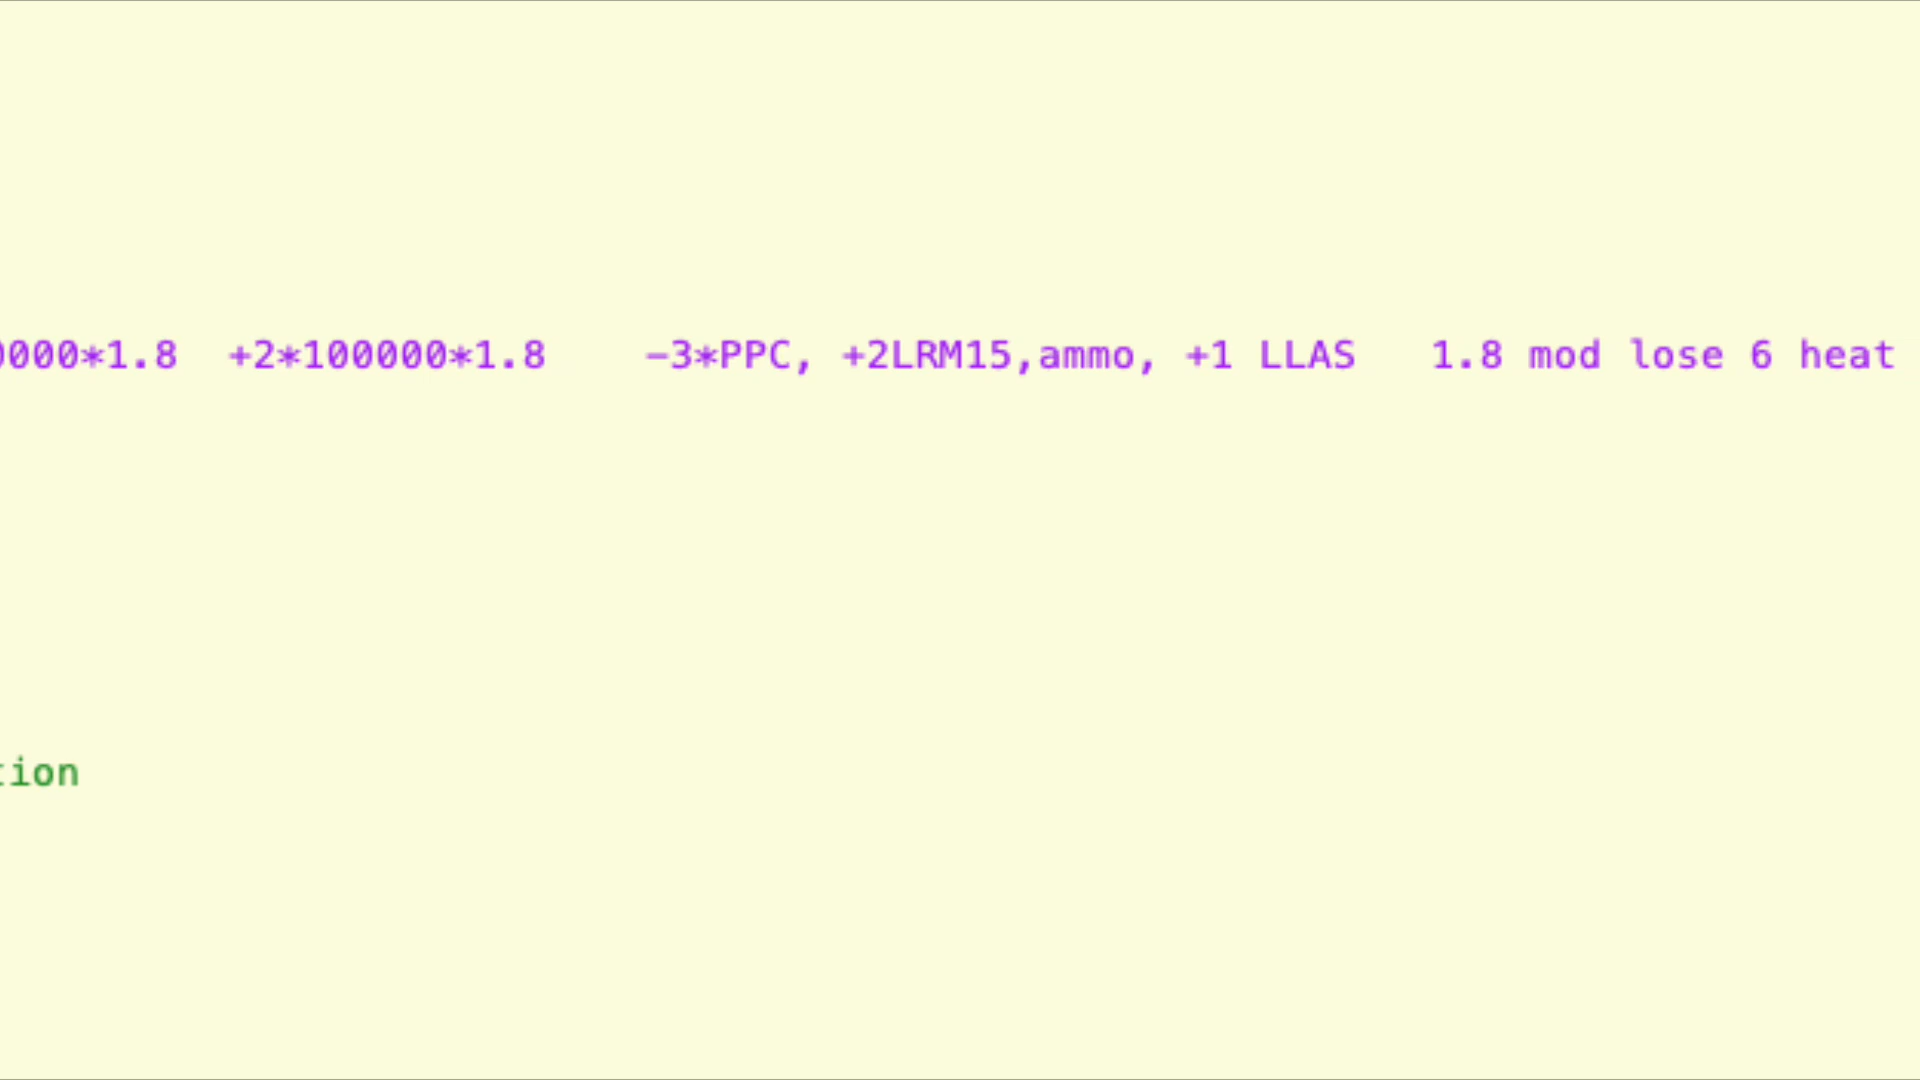 0000*1.8  +2*100000*1.8    -3*PPC, +2LRM15,ammo, +1 LLAS   1.8 mod lose 6 heat
tion